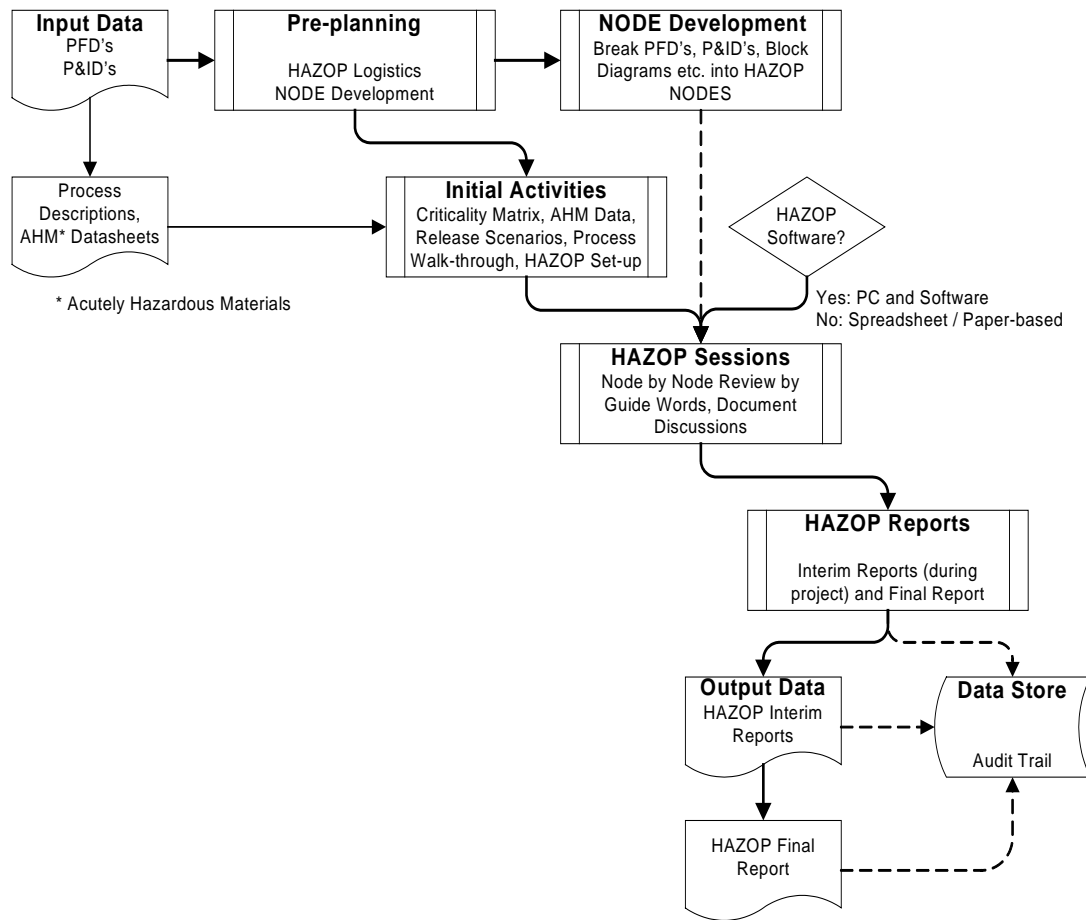 Input Data
PFD's
P&ID's
Pre-planning
HAZOP Logistics
NODE Development
NODE Development
Break PFD's, P&ID's, Block
Diagrams etc. into HAZOP
NODES
Process
Descriptions,
AHM* Datasheets
Initial Activities
Criticality Matrix, AHM Data,
Release Scenarios, Process
Walk-through, HAZOP Set-up
HAZOP
Software?
* Acutely Hazardous Materials
Yes: PC and Software
No: Spreadsheet / Paper-based
HAZOP Sessions
Node by Node Review by
Guide Words, Document
Discussions
HAZOP Reports
Interim Reports (during
project) and Final Report
Output Data
HAZOP Interim
Reports
Data Store
Audit Trail
HAZOP Final
Report